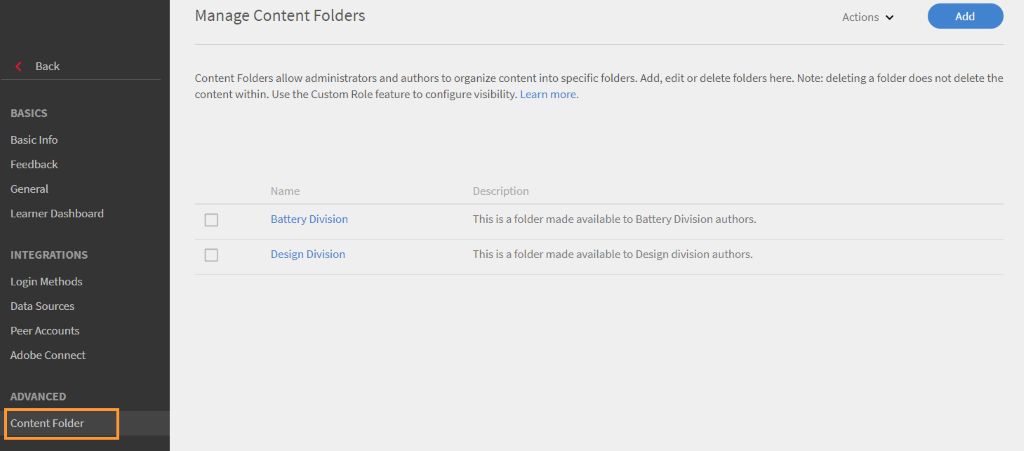 Manage Content Folders
Actions
Add
Back
Content Folders allow administrators and authors to organize content into specific folders. Add, edit or delete folders here. Note: deleting a folder does not delete the
content within. Use the Custom Role feature to configure visibility. Learn more.
BASICS
Basic Info
Feedback
General
Learner Dashboard
INTEGRATIONS
Login Methods
Data Sources
Peer Accounts
Adobe Connect
ADVANCED
Content Folder
Name Description
Battery Division This is a folder made available to Battery Division authors.
Design Division This is a folder made available to Design division authors.